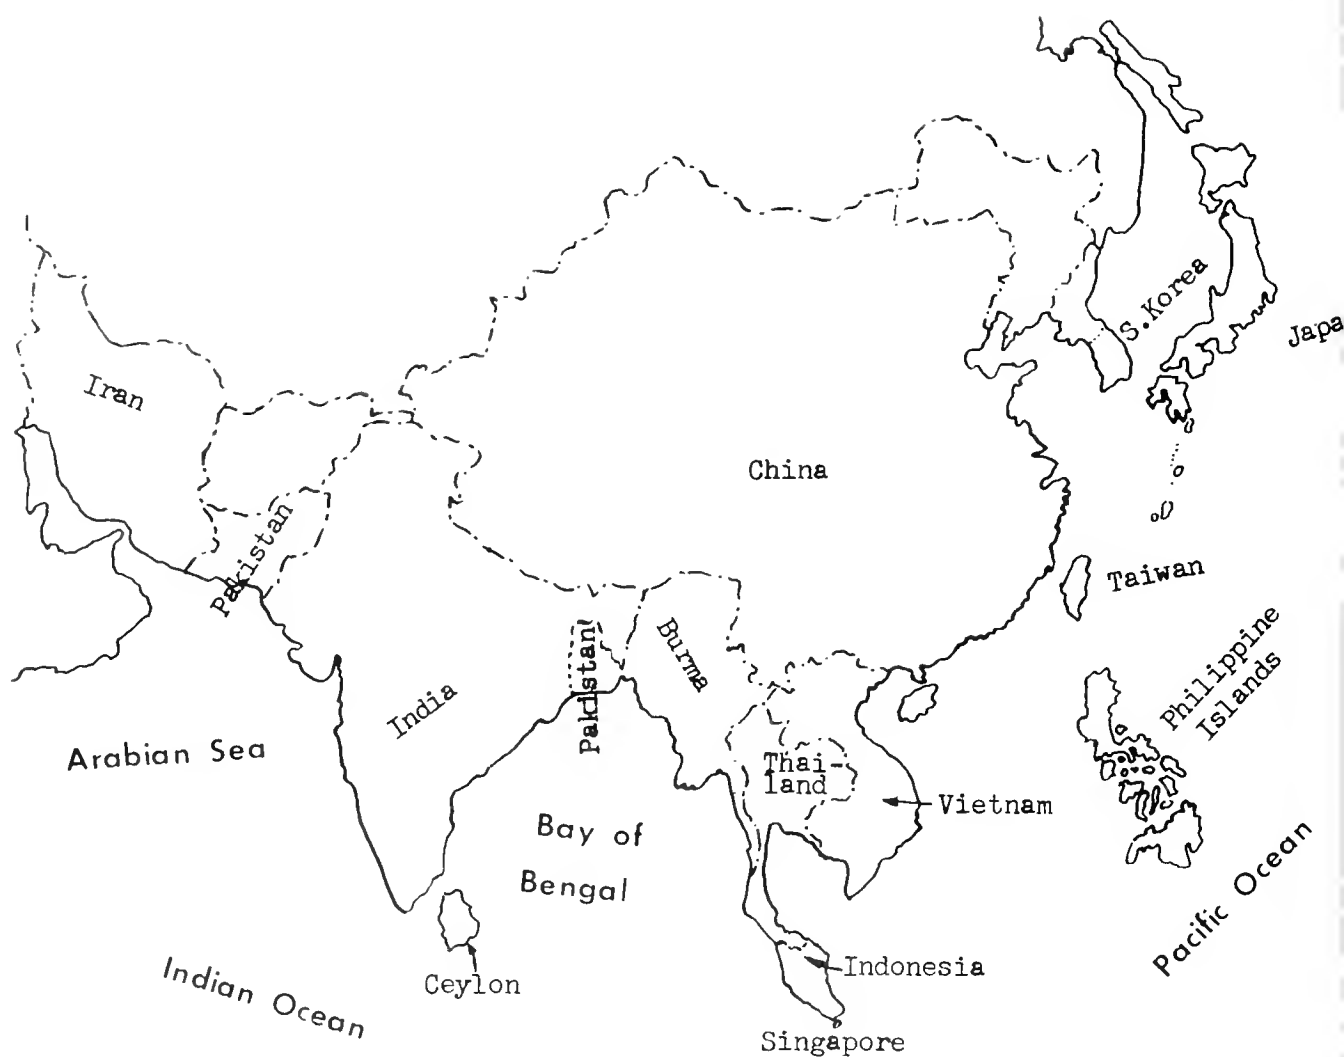 S.Korea
Japa
Iran
China
Pakistan
Taiwan
Philippine
Islands
Pakistan
Burma
India
Arabian Sea
Thai-
land
Vietnam
Bay of
Bengal
Pacific Ocean
Indonesia
Ceylon
Indian Ocean
Singapore